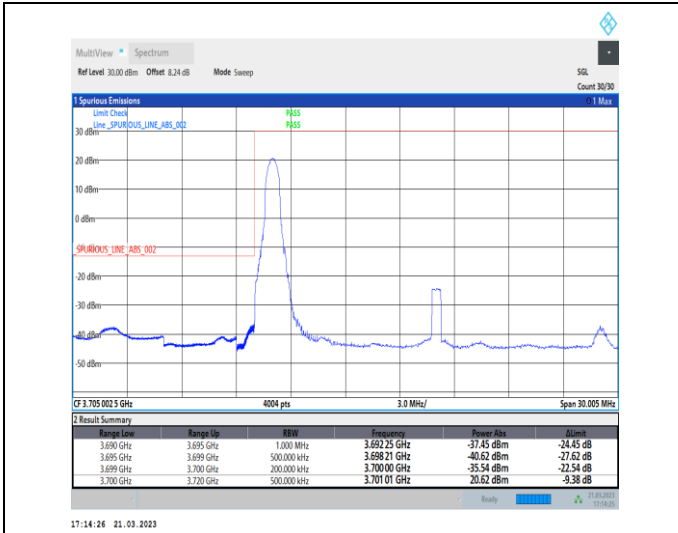 MultiView Spectrum
Ref Level 30.00 dBm Offset 8.24 dB Mode Sweep SGL
Count 30/30
1 Spurious Emissions 1 Max
Limit Check PASS
Line _SPURIOUS_LINE_ABS_002 PASS
30 dBm
20 dBm
10 dBm
0 dBm
_SPURIOUS_LINE_ABS_002
-20 dBm
-30 dBm
-40 dBm
-50 dBm
CF 3.705 002 5 GHz 4004 pts 3.0 MHz/ Span 30.005 MHz
2 Result Summary
Range Low Range Up RBW Frequency Power Abs ΔLimit
3.690 GHz 3.695 GHz 1.000 MHz 3.692 25 GHz -37.45 dBm -24.45 dB
3.695 GHz 3.699 GHz 500.000 kHz 3.698 21 GHz -40.62 dBm -27.62 dB
3.699 GHz 3.700 GHz 200.000 kHz 3.700 00 GHz -35.54 dBm -22.54 dB
3.700 GHz 3.720 GHz 500.000 kHz 3.701 01 GHz 20.62 dBm -9.38 dB
Ready 21.03.2023
17:14:25
17:14:26 21.03.2023